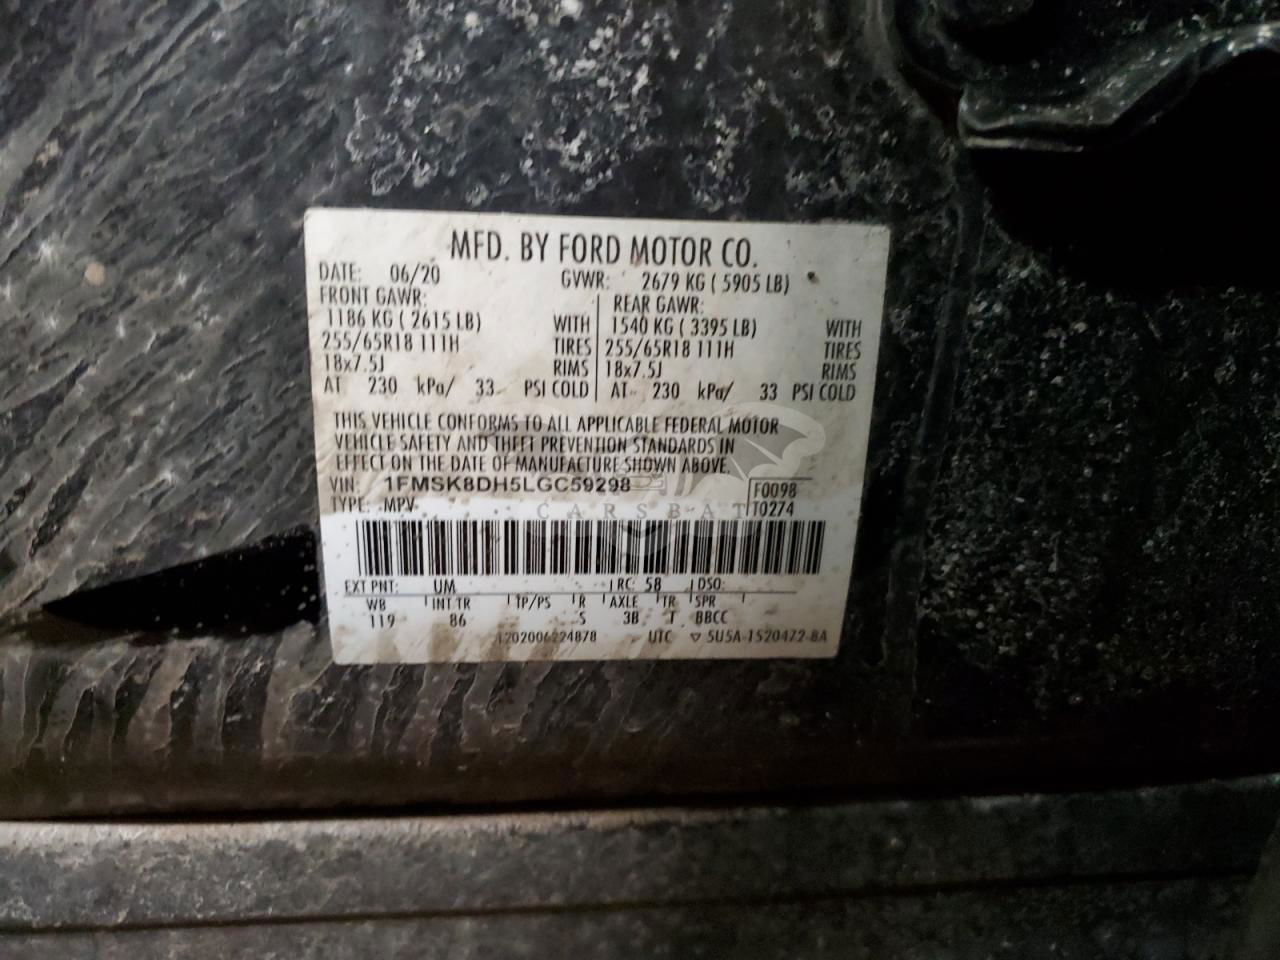 MFD. BY FORD MOTOR CO.
DATE: 06/20 GVWR: 2679 KG ( 5905 LB)
FRONT GAWR: REAR GAWR:
1186 KG ( 2615 LB) WITH 1540 KG ( 3395 LB) WITH
255/65R18 111H TIRES 255/65R18 111H TIRES
18x7.5J RIMS 18x7.5J RIMS
AT 230 kPa/ 33 PSI COLD AT 230 kPa/ 33 PSI COLD
THIS VEHICLE CONFORMS TO ALL APPLICABLE FEDERAL MOTOR
VEHICLE SAFETY AND THEFT PREVENTION STANDARDS IN
EFFECT ON THE DATE OF MANUFACTURE SHOWN ABOVE.
VIN: 1FMSK8DH5LGC59298 F0098
TYPE: MPV T0274
CARSBAT
EXT PNT: UM RC: 58 DSO:
WB INT TR TP/PS R AXLE TR SPR
119 86 S 3B T BBCC
1202006224878 UTC ▽ 5U5A-1520472-BA